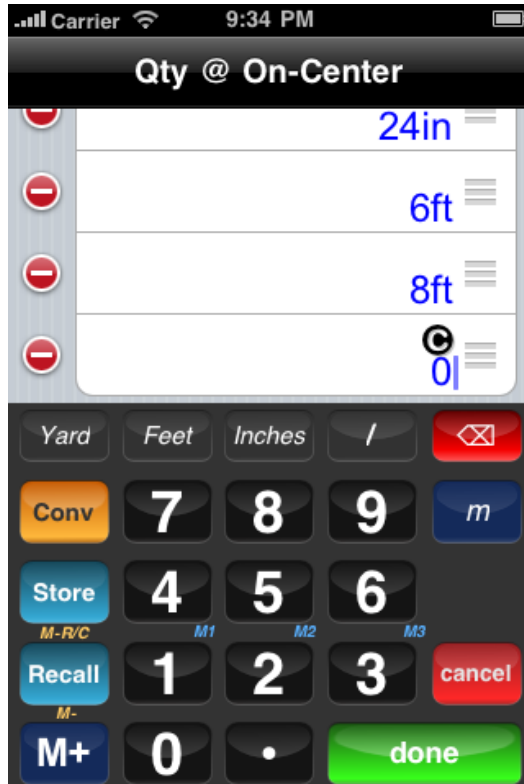 Carrier 9:34 PM
Qty @ On-Center
24in
6ft
8ft
C
0
Yard Feet Inches /
Conv 7 8 9 m
Store 4 5 6
M-R/C M1 M2 M3
Recall 1 2 3 cancel
M-
M+ 0 . done